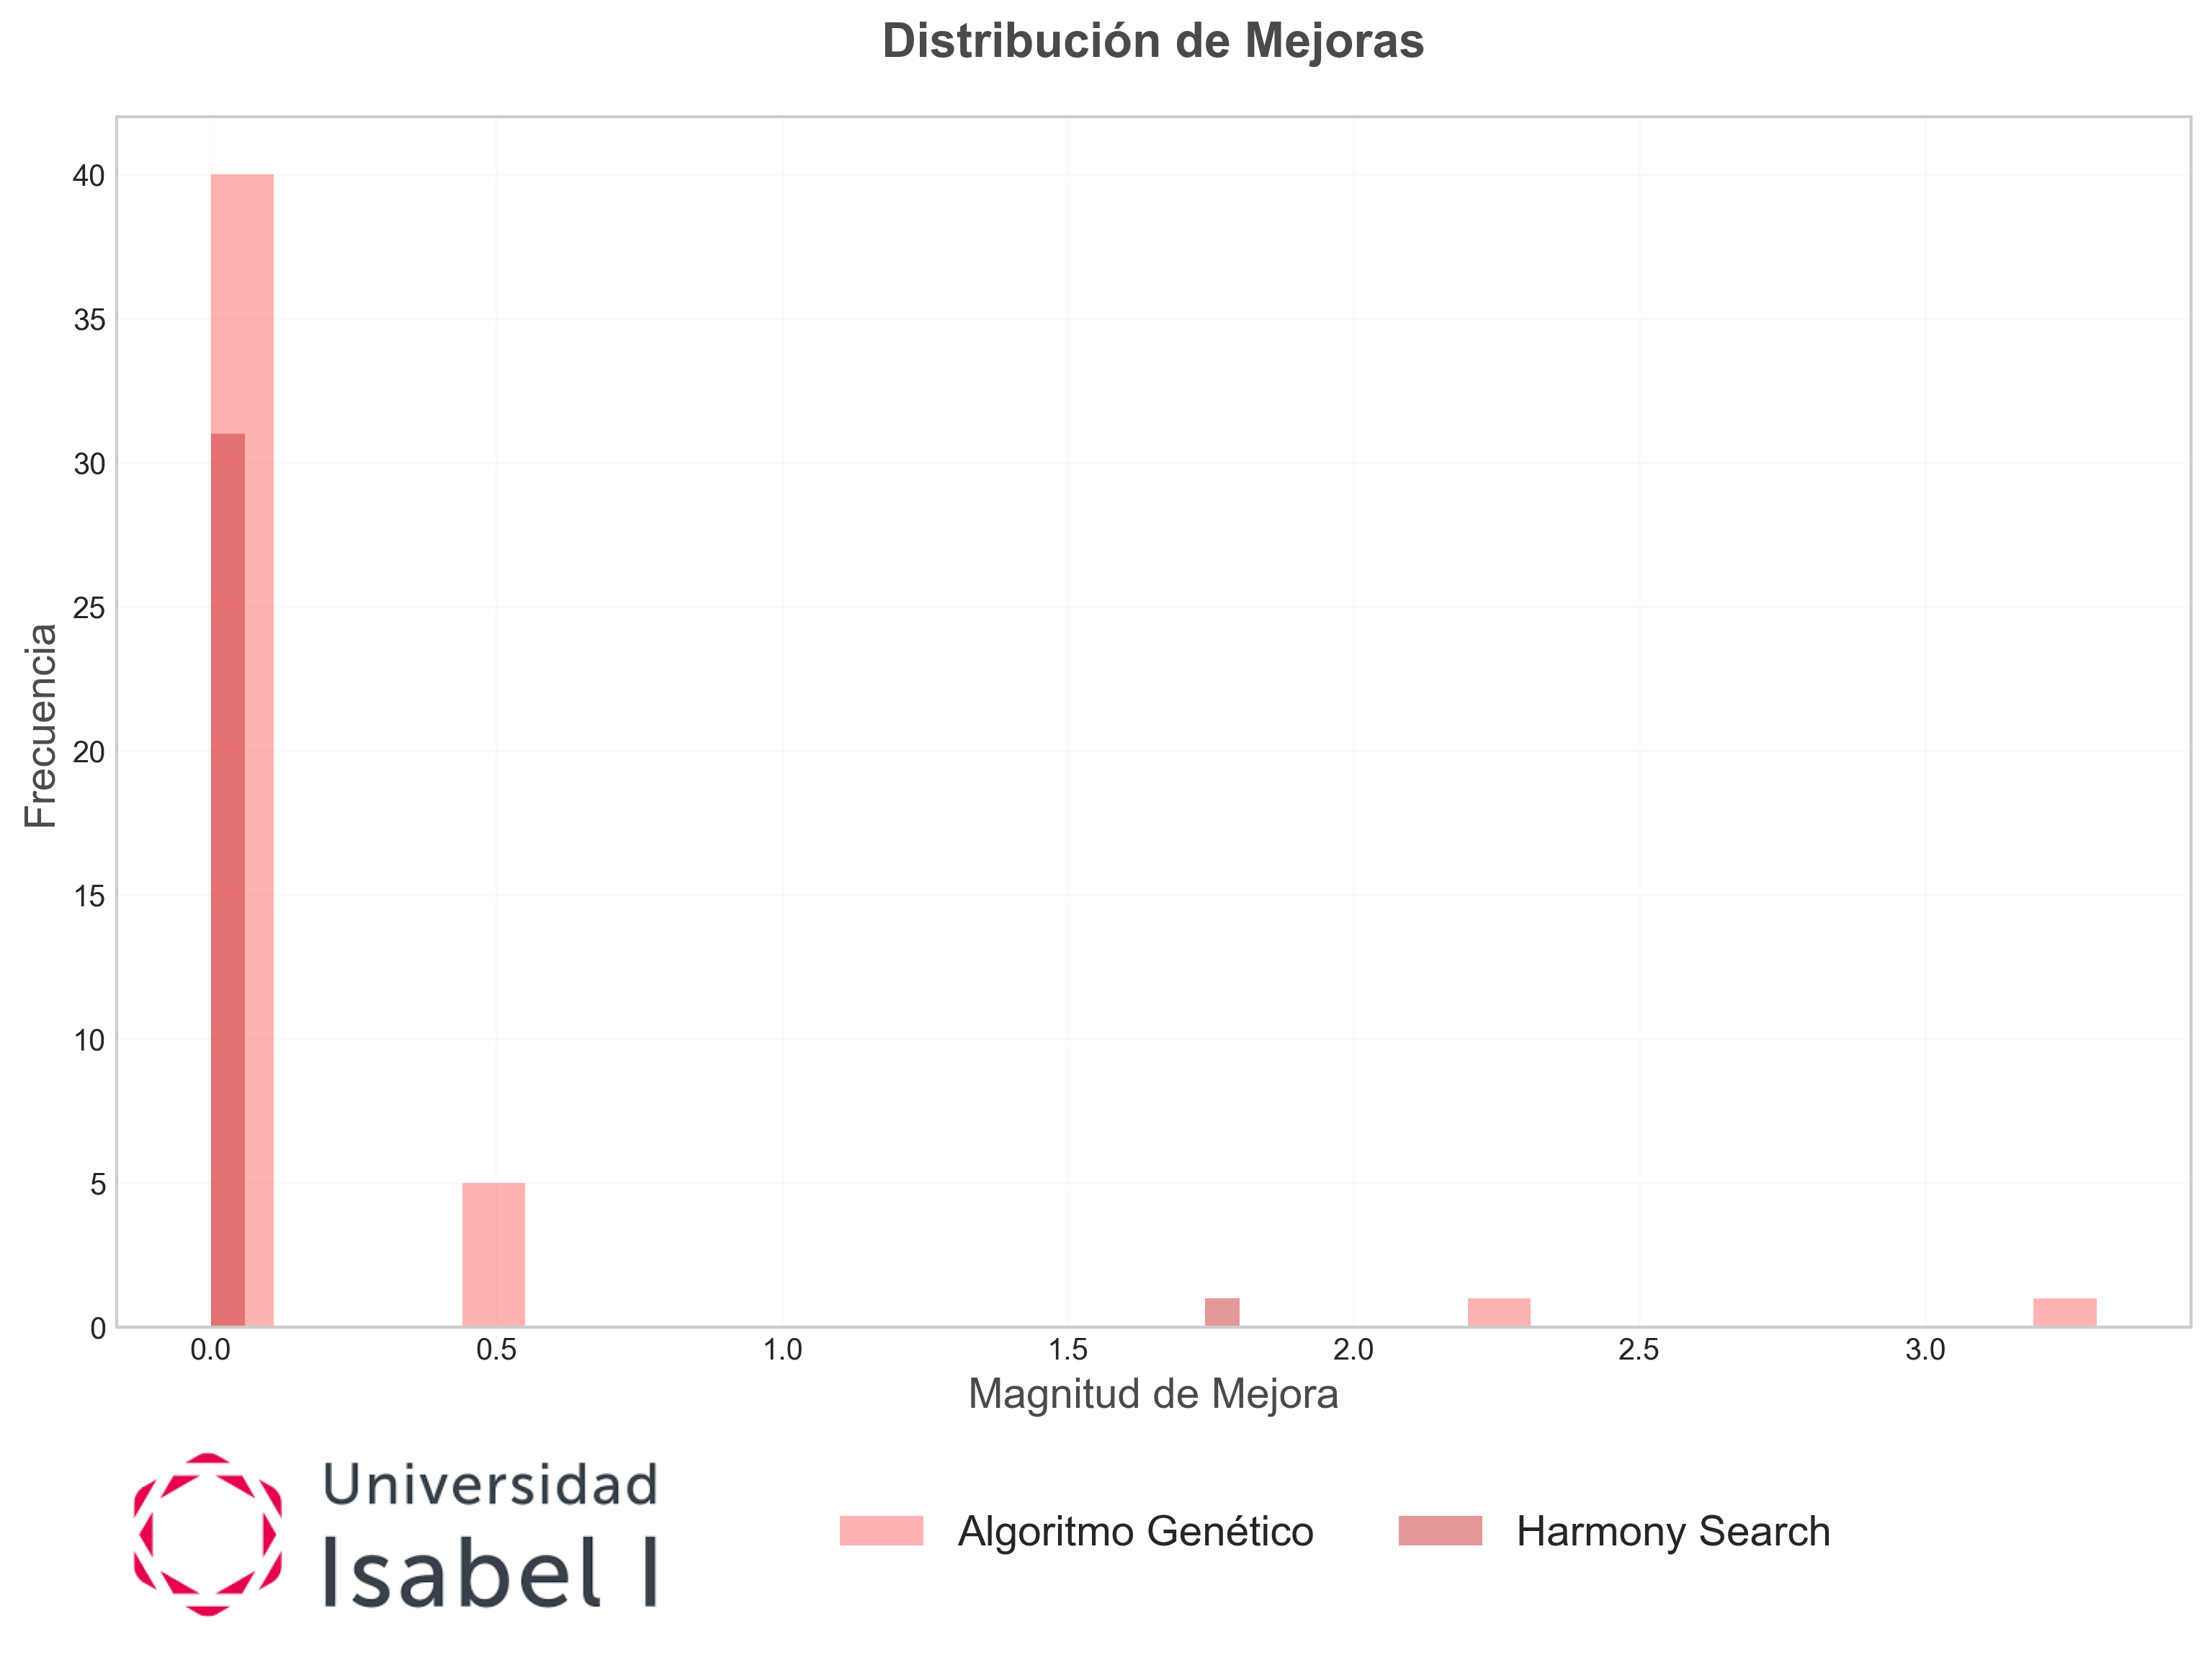 Distribución de Mejoras
Frecuencia
40
35
30
25
20
15
10
5
0
0.0 0.5 1.0 1.5 2.0 2.5 3.0
Magnitud de Mejora
Universidad
Isabel I
Algoritmo Genético Harmony Search